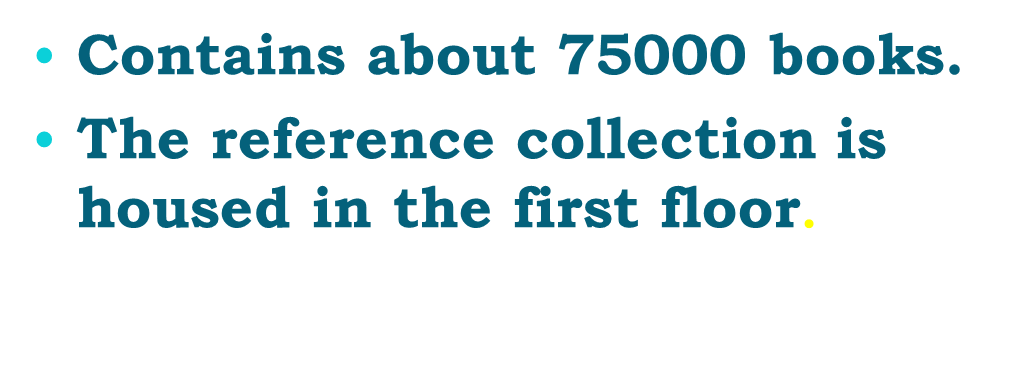 • Contains about 75000 books.
• The reference collection is
housed in the first floor.